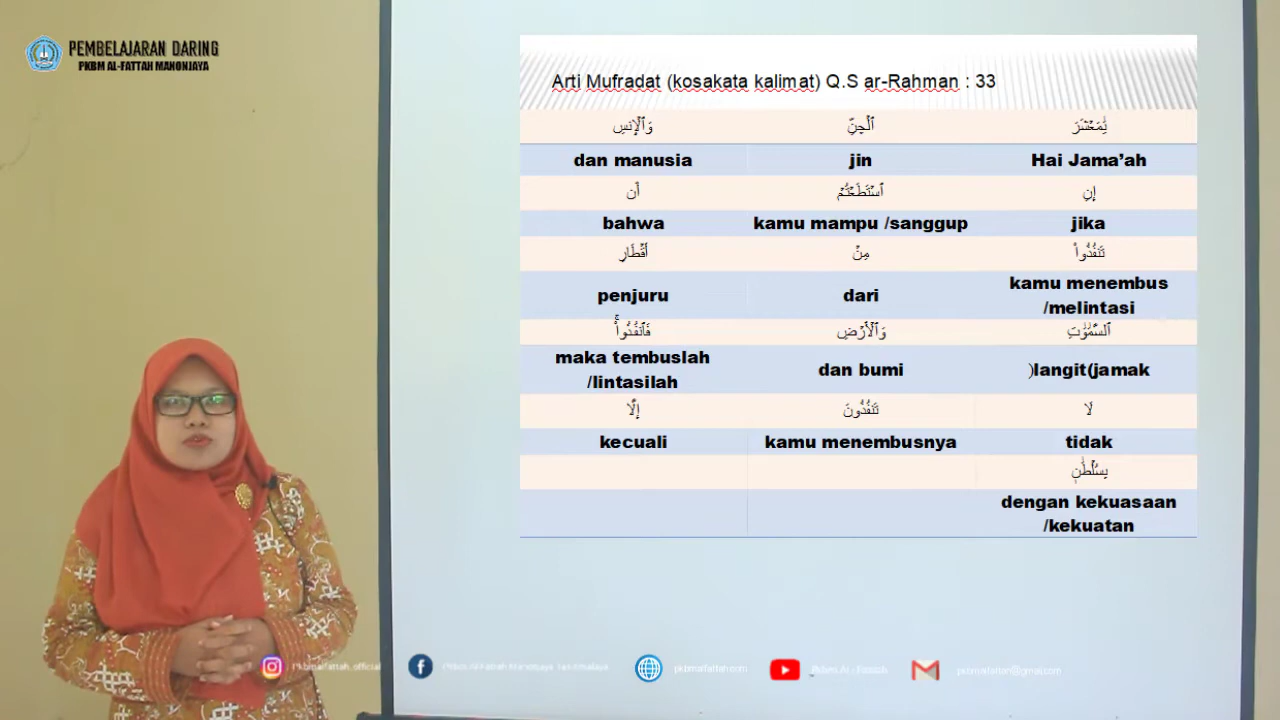 PEMBELAJARAN DARING
PKBM AL-FATTAH MANONJAYA
Arti Mufradat (kosakata kalimat) Q.S ar-Rahman : 33
يَٰمَعۡشَرَ ٱلۡجِنِّ وَٱلۡإِنسِ
Hai Jama’ah jin dan manusia
إِنِ ٱسۡتَطَعۡتُمۡ أَن
jika kamu mampu /sanggup bahwa
تَنفُذُواْ مِنۡ أَقۡطَارِ
kamu menembus
/melintasi dari penjuru
ٱلسَّمَٰوَٰتِ وَٱلۡأَرۡضِ فَٱنفُذُواْۚ
langit(jamak) dan bumi maka tembuslah
/lintasilah
لَا تَنفُذُونَ إِلَّا
tidak kamu menembusnya kecuali
بِسُلۡطَٰنٖ
dengan kekuasaan
/kekuatan